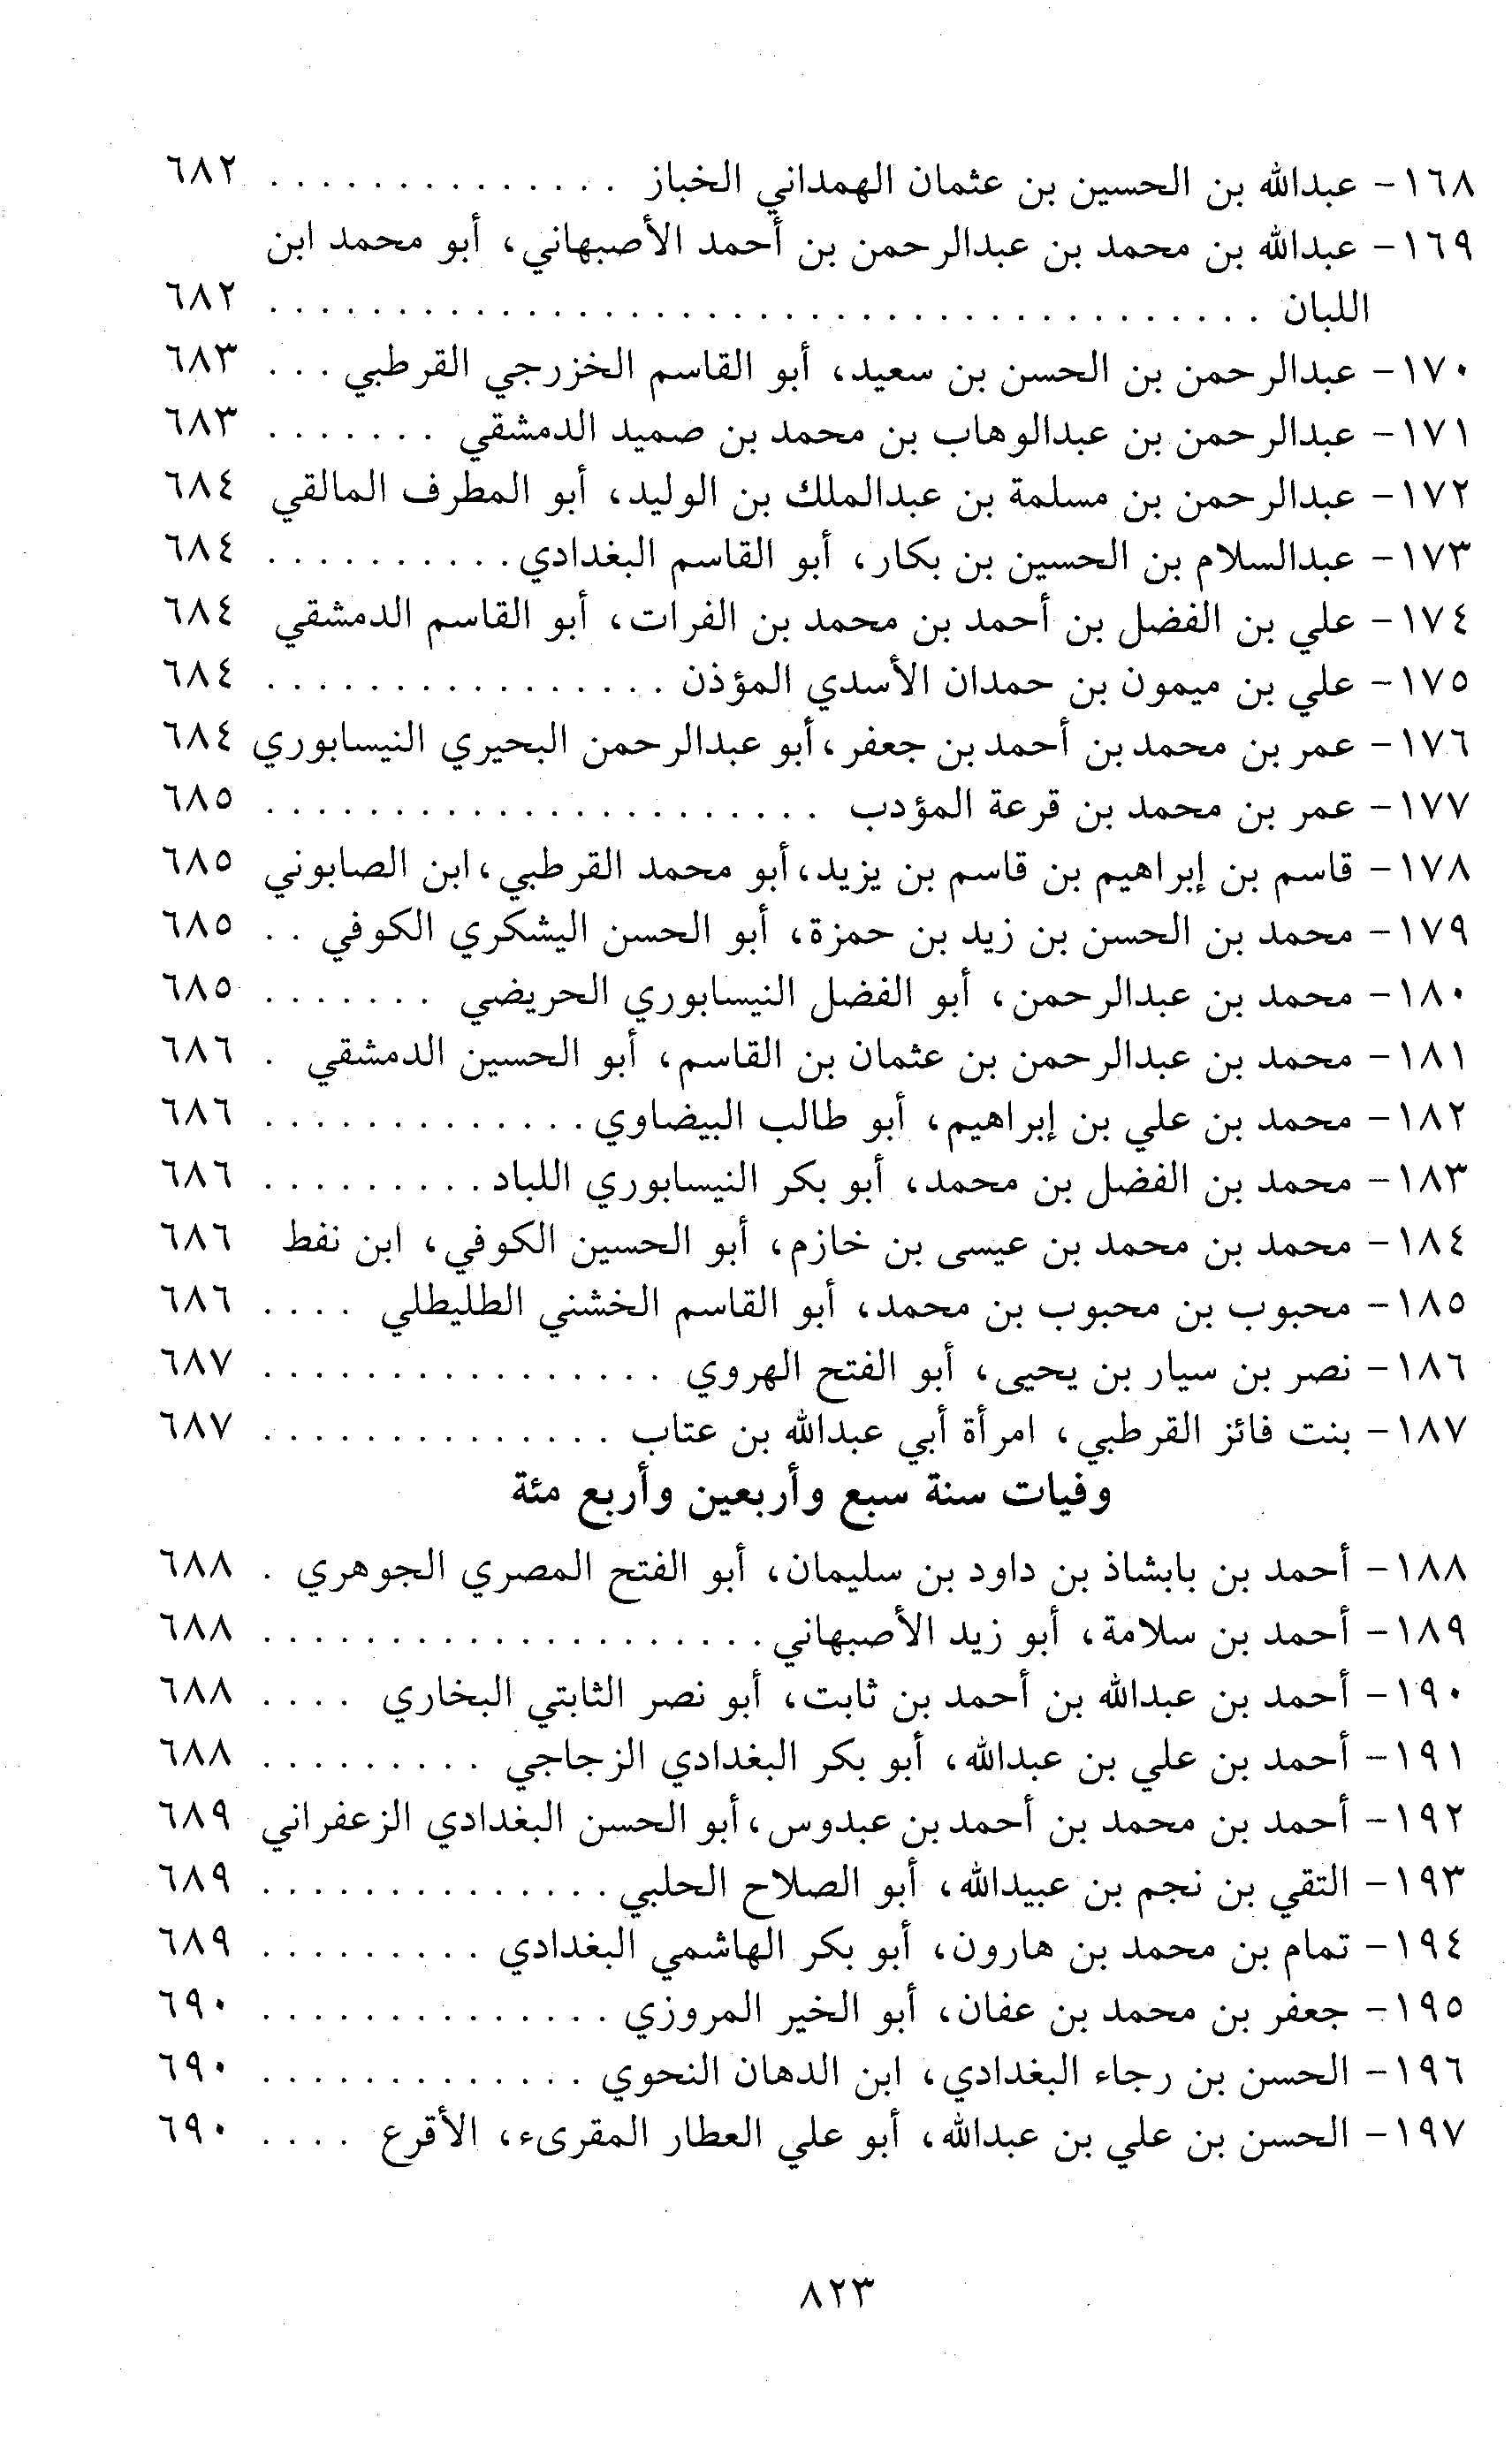 ١٦٨- عبدالله بن الحسين بن عثمان الهمداني الخباز . . . . . . . . . . . . . . ٦٨٢
١٦٩- عبدالله بن محمد بن عبدالرحمن بن أحمد الأصبهاني، أبو محمد ابن
اللبان . . . . . . . . . . . . . . . . . . . . . . . . . . . . . . . . . . . . . . . ٦٨٢
١٧٠- عبدالرحمن بن الحسن بن سعيد، أبو القاسم الخزرجي القرطبي . . . ٦٨٣
١٧١- عبدالرحمن بن عبدالوهاب بن محمد بن صميد الدمشقي . . . . . . . ٦٨٣
١٧٢- عبدالرحمن بن مسلمة بن عبدالملك بن الوليد، أبو المطرف المالقي ٦٨٤
١٧٣- عبدالسلام بن الحسين بن بكار، أبو القاسم البغدادي . . . . . . . . . . ٦٨٤
١٧٤- علي بن الفضل بن أحمد بن محمد بن الفرات، أبو القاسم الدمشقي ٦٨٤
١٧٥- علي بن ميمون بن حمدان الأسدي المؤذن . . . . . . . . . . . . . . . . ٦٨٤
١٧٦- عمر بن محمد بن أحمد بن جعفر، أبو عبدالرحمن البحيري النيسابوري ٦٨٤
١٧٧- عمر بن محمد بن قرعة المؤدب . . . . . . . . . . . . . . . . . . . . . . ٦٨٥
١٧٨- قاسم بن إبراهيم بن قاسم بن يزيد، أبو محمد القرطبي، ابن الصابوني ٦٨٥
١٧٩- محمد بن الحسن بن زيد بن حمزة، أبو الحسن اليشكري الكوفي . . ٦٨٥
١٨٠- محمد بن عبدالرحمن، أبو الفضل النيسابوري الحريضي . . . . . . . ٦٨٥
١٨١- محمد بن عبدالرحمن بن عثمان بن القاسم، أبو الحسين الدمشقي . ٦٨٦
١٨٢- محمد بن علي بن إبراهيم، أبو طالب البيضاوي . . . . . . . . . . . . . ٦٨٦
١٨٣- محمد بن الفضل بن محمد، أبو بكر النيسابوري اللباد . . . . . . . . . ٦٨٦
١٨٤- محمد بن محمد بن عيسى بن خازم، أبو الحسين الكوفي، ابن نفط ٦٨٦
١٨٥- محبوب بن محبوب بن محمد، أبو القاسم الخشني الطليطلي . . . . ٦٨٦
١٨٦- نصر بن سيار بن يحيى، أبو الفتح الهروي . . . . . . . . . . . . . . . . ٦٨٧
١٨٧- بنت فائز القرطبي، امرأة أبي عبدالله بن عتاب . . . . . . . . . . . . . . ٦٨٧
وفيات سنة سبع وأربعين وأربع مئة
١٨٨- أحمد بن بابشاذ بن داود بن سليمان، أبو الفتح المصري الجوهري . ٦٨٨
١٨٩- أحمد بن سلامة، أبو زيد الأصبهاني . . . . . . . . . . . . . . . . . . . . ٦٨٨
١٩٠- أحمد بن عبدالله بن أحمد بن ثابت، أبو نصر الثابتي البخاري . . . . ٦٨٨
١٩١- أحمد بن علي بن عبدالله، أبو بكر البغدادي الزجاجي . . . . . . . . . ٦٨٨
١٩٢- أحمد بن محمد بن أحمد بن عبدوس، أبو الحسن البغدادي الزعفراني ٦٨٩
١٩٣- التقي بن نجم بن عبيدالله، أبو الصلاح الحلبي . . . . . . . . . . . . . . ٦٨٩
١٩٤- تمام بن محمد بن هارون، أبو بكر الهاشمي البغدادي . . . . . . . . . ٦٨٩
١٩٥- جعفر بن محمد بن عفان، أبو الخير المروزي . . . . . . . . . . . . . . ٦٩٠
١٩٦- الحسن بن رجاء البغدادي، ابن الدهان النحوي . . . . . . . . . . . . . ٦٩٠
١٩٧- الحسن بن علي بن عبدالله، أبو علي العطار المقرىء، الأقرع . . . . ٦٩٠
٨٢٣